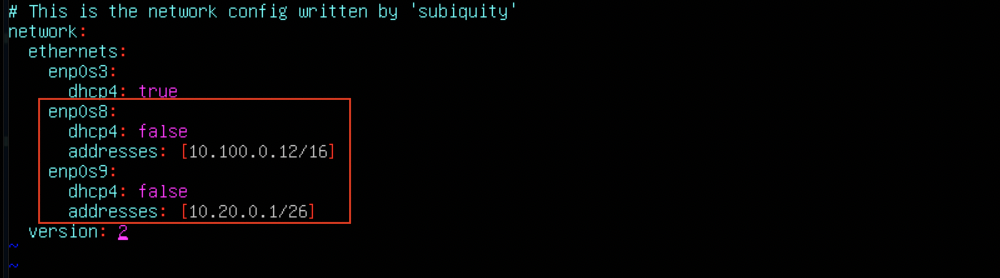 # This is the network config written by 'subiquity'
network:
  ethernets:
    enp0s3:
      dhcp4: true
    enp0s8:
      dhcp4: false
      addresses: [10.100.0.12/16]
    enp0s9:
      dhcp4: false
      addresses: [10.20.0.1/26]
  version: 2
~
~